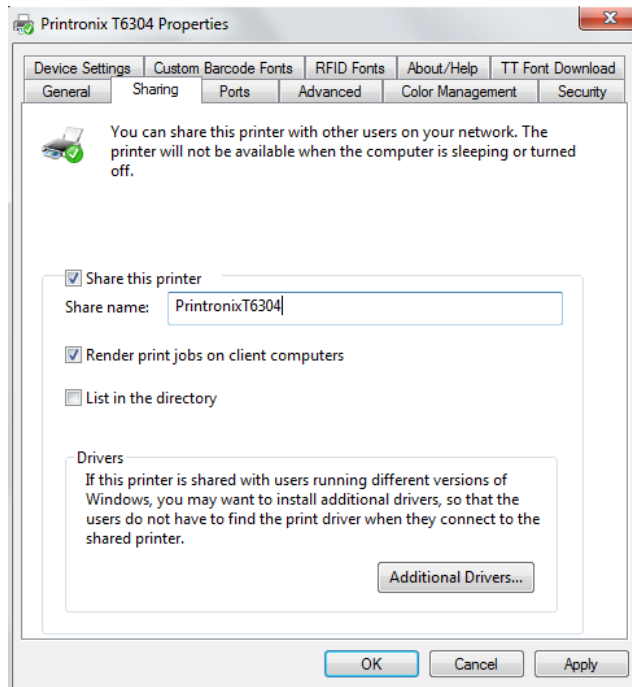 Printronix T6304 Properties
Device Settings Custom Barcode Fonts RFID Fonts About/Help TT Font Download
General Sharing Ports Advanced Color Management Security
You can share this printer with other users on your network. The
printer will not be available when the computer is sleeping or turned
off.
Share this printer
Share name: PrintronixT6304
Render print jobs on client computers
List in the directory
Drivers
If this printer is shared with users running different versions of
Windows, you may want to install additional drivers, so that the
users do not have to find the print driver when they connect to the
shared printer.
Additional Drivers...
OK Cancel Apply